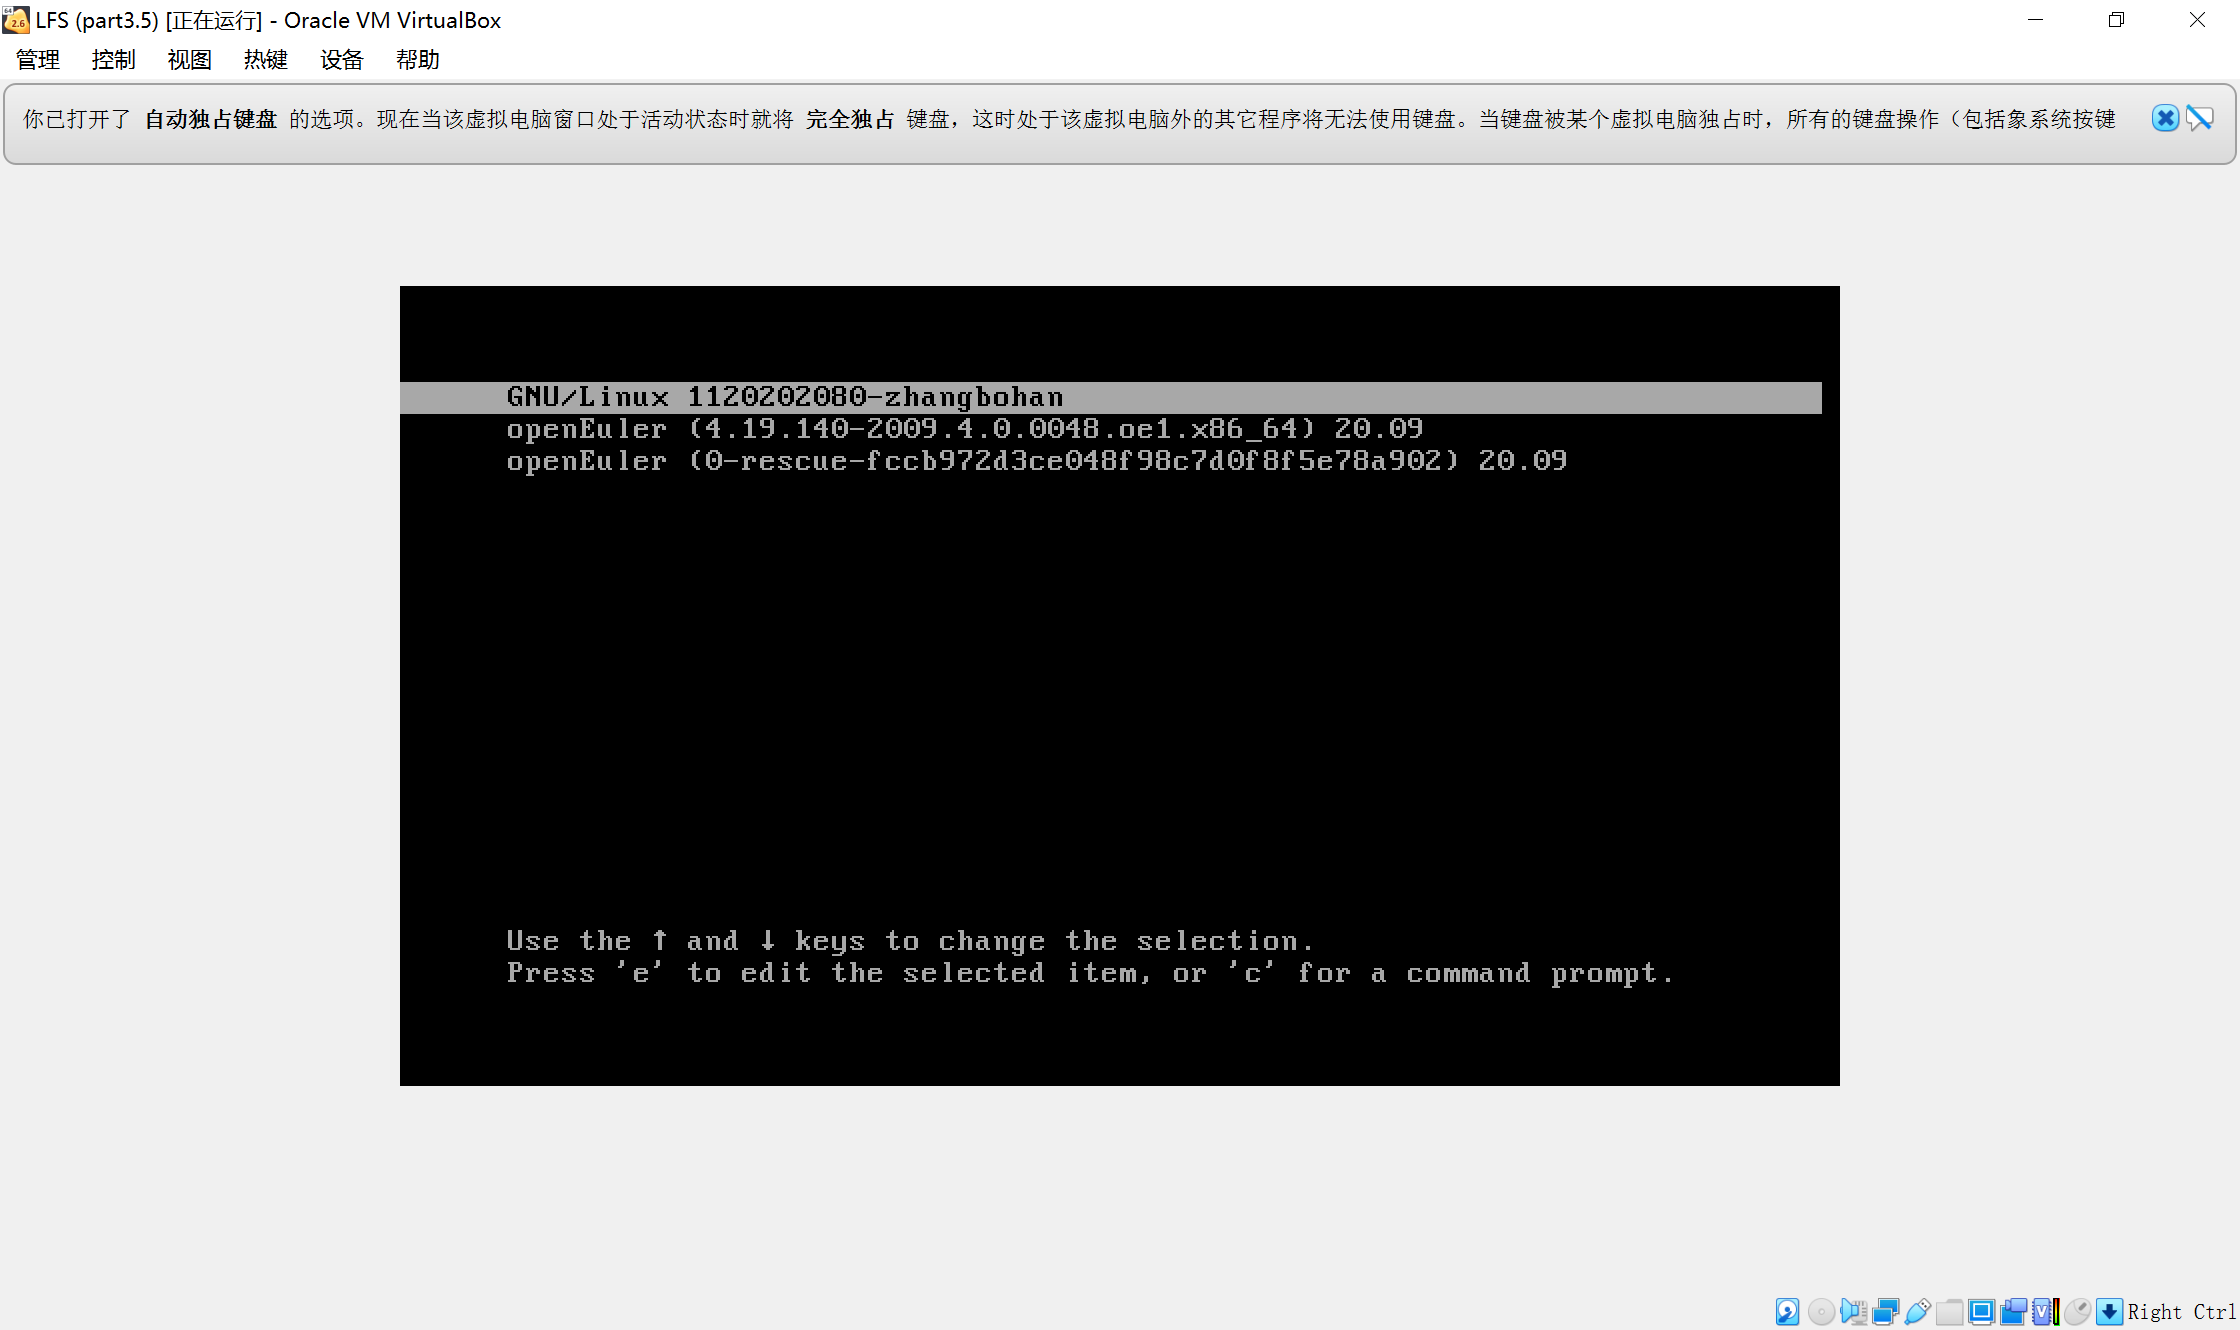 LFS (part3.5) [正在运行] - Oracle VM VirtualBox
管理 控制 视图 热键 设备 帮助
你已打开了 自动独占键盘 的选项。现在当该虚拟电脑窗口处于活动状态时就将 完全独占 键盘，这时处于该虚拟电脑外的其它程序将无法使用键盘。当键盘被某个虚拟电脑独占时，所有的键盘操作（包括象系统按键
GNU/Linux 1120202080-zhangbohan
openEuler (4.19.140-2009.4.0.0048.oe1.x86_64) 20.09
openEuler (0-rescue-fccb972d3ce048f98c7d0f8f5e78a902) 20.09
Use the ↑ and ↓ keys to change the selection.
Press 'e' to edit the selected item, or 'c' for a command prompt.
Right Ctrl